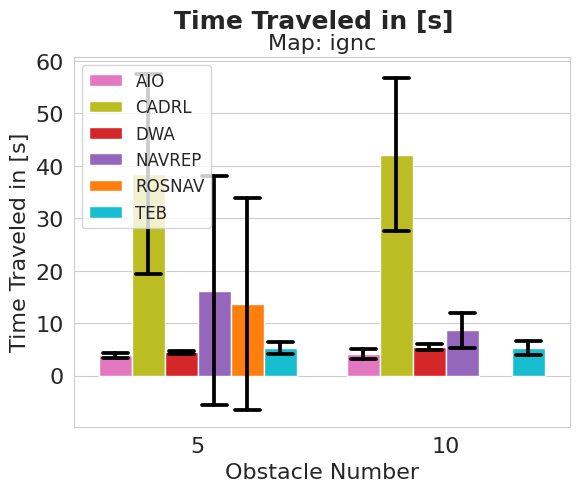 Time Traveled in [s]
Map: ignc
60
50
40
30
20
10
0
Time Traveled in [s]
AIO
CADRL
DWA
NAVREP
ROSNAV
TEB
5
10
Obstacle Number